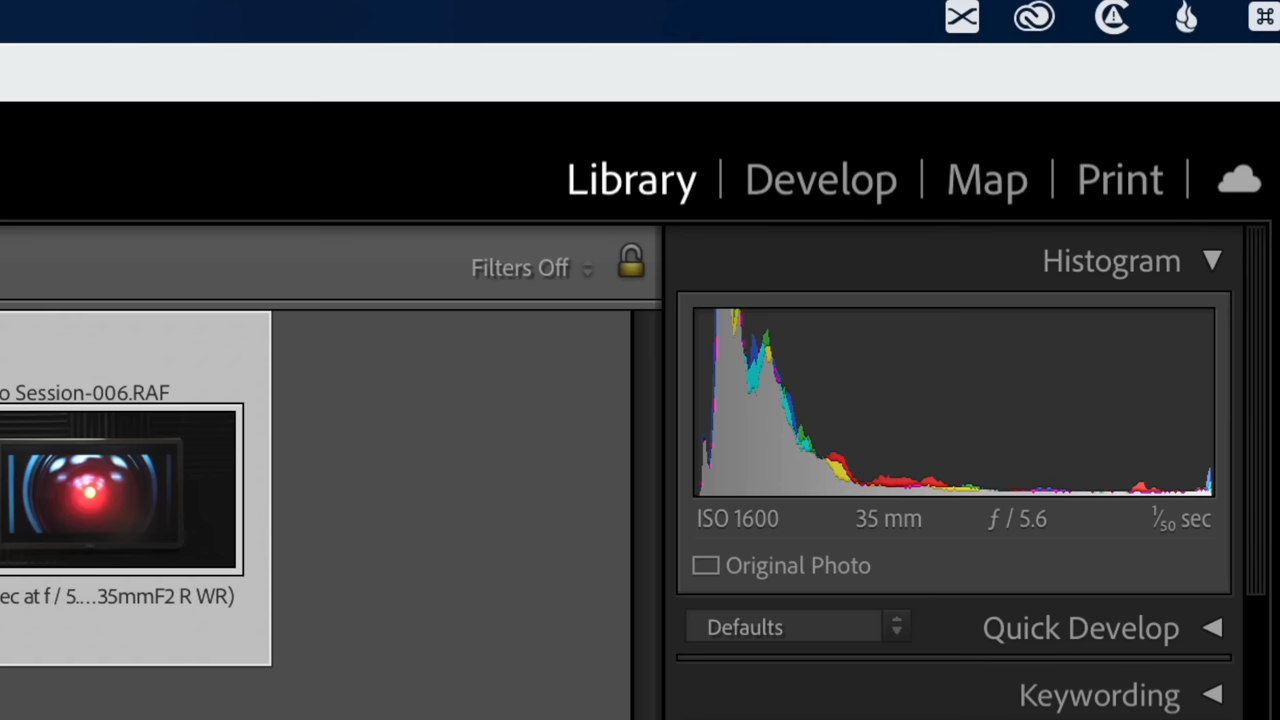 Library | Develop | Map | Print |
Filters Off
Histogram
o Session-006.RAF
ISO 1600 35 mm ƒ / 5.6 1/50 sec
Original Photo
ec at f / 5.…35mmF2 R WR)
Defaults
Quick Develop
Keywording